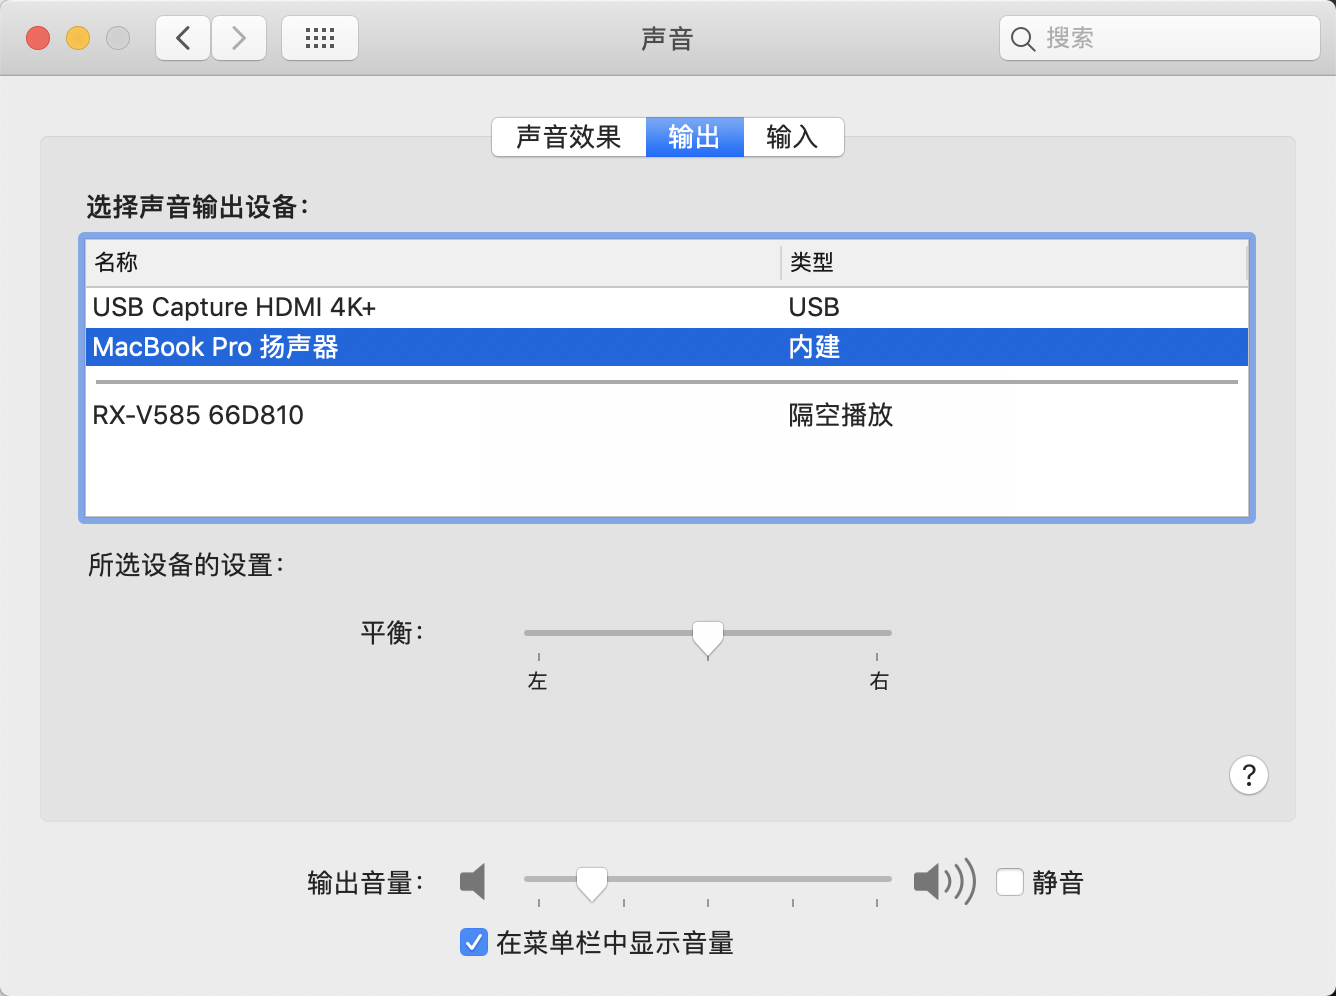 声音
搜索
声音效果 输出 输入
选择声音输出设备：
名称 类型
USB Capture HDMI 4K+ USB
MacBook Pro 扬声器 内建
RX-V585 66D810 隔空播放
所选设备的设置：
平衡：
左 右
?
输出音量： 静音
在菜单栏中显示音量